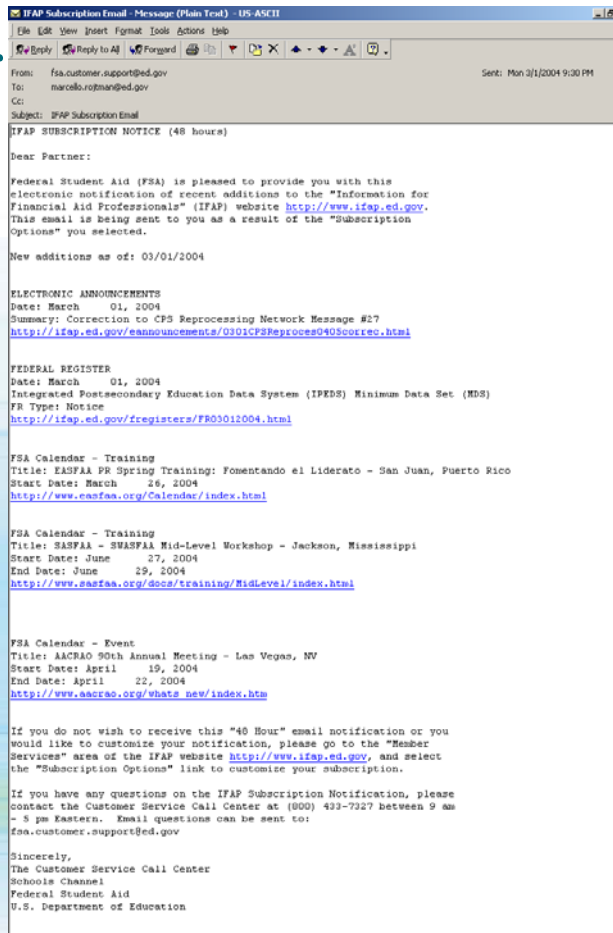 IFAP Subscription Email - Message (Plain Text) - US-ASCII
File Edit View Insert Format Tools Actions Help
Reply Reply to All Forward
From: fsa.customer.support@ed.gov Sent: Mon 3/1/2004 9:30 PM
To: marcello.rojtman@ed.gov
Cc:
Subject: IFAP Subscription Email
IFAP SUBSCRIPTION NOTICE (48 hours)
Dear Partner:
Federal Student Aid (FSA) is pleased to provide you with this
electronic notification of recent additions to the "Information for
Financial Aid Professionals" (IFAP) website http://www.ifap.ed.gov.
This email is being sent to you as a result of the "Subscription
Options" you selected.
New additions as of: 03/01/2004
ELECTRONIC ANNOUNCEMENTS
Date: March 01, 2004
Summary: Correction to CPS Reprocessing Network Message #27
http://ifap.ed.gov/eannouncements/0301CPSReproces0405correc.html
FEDERAL REGISTER
Date: March 01, 2004
Integrated Postsecondary Education Data System (IPEDS) Minimum Data Set (MDS)
FR Type: Notice
http://ifap.ed.gov/fregisters/FR03012004.html
FSA Calendar - Training
Title: EASFAA PR Spring Training: Fomentando el Liderato - San Juan, Puerto Rico
Start Date: March 26, 2004
http://www.easfaa.org/Calendar/index.html
FSA Calendar - Training
Title: SASFAA - SWASFAA Mid-Level Workshop - Jackson, Mississippi
Start Date: June 27, 2004
End Date: June 29, 2004
http://www.sasfaa.org/docs/training/MidLevel/index.html
FSA Calendar - Event
Title: AACRAO 90th Annual Meeting - Las Vegas, NV
Start Date: April 19, 2004
End Date: April 22, 2004
http://www.aacrao.org/whats_new/index.htm
If you do not wish to receive this "48 Hour" email notification or you
would like to customize your notification, please go to the "Member
Services" area of the IFAP website http://www.ifap.ed.gov, and select
the "Subscription Options" link to customize your subscription.
If you have any questions on the IFAP Subscription Notification, please
contact the Customer Service Call Center at (800) 433-7327 between 9 am
- 5 pm Eastern. Email questions can be sent to:
fsa.customer.support@ed.gov
Sincerely,
The Customer Service Call Center
Schools Channel
Federal Student Aid
U.S. Department of Education